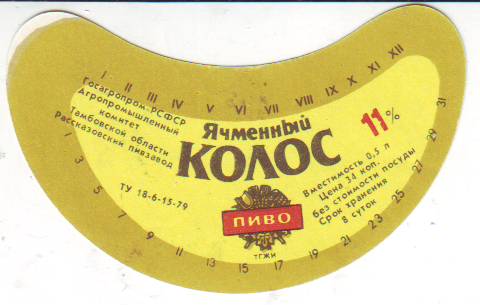 I II III IV V VI VII VIII IX X XI XII
Госагропром РСФСР
Агропромышленный
комитет
Тамбовской области
Рассказовский пивзавод
ТУ 18-6-15-79
Ячменный
КОЛОС
11%
ПИВО
ТГЖИ
Вместимость 0,5 л
Цена 34 коп.
без стоимости посуды
Срок хранения
8 суток
1 3 5 7 9 11 13 15 17 19 21 23 25 27 29 31